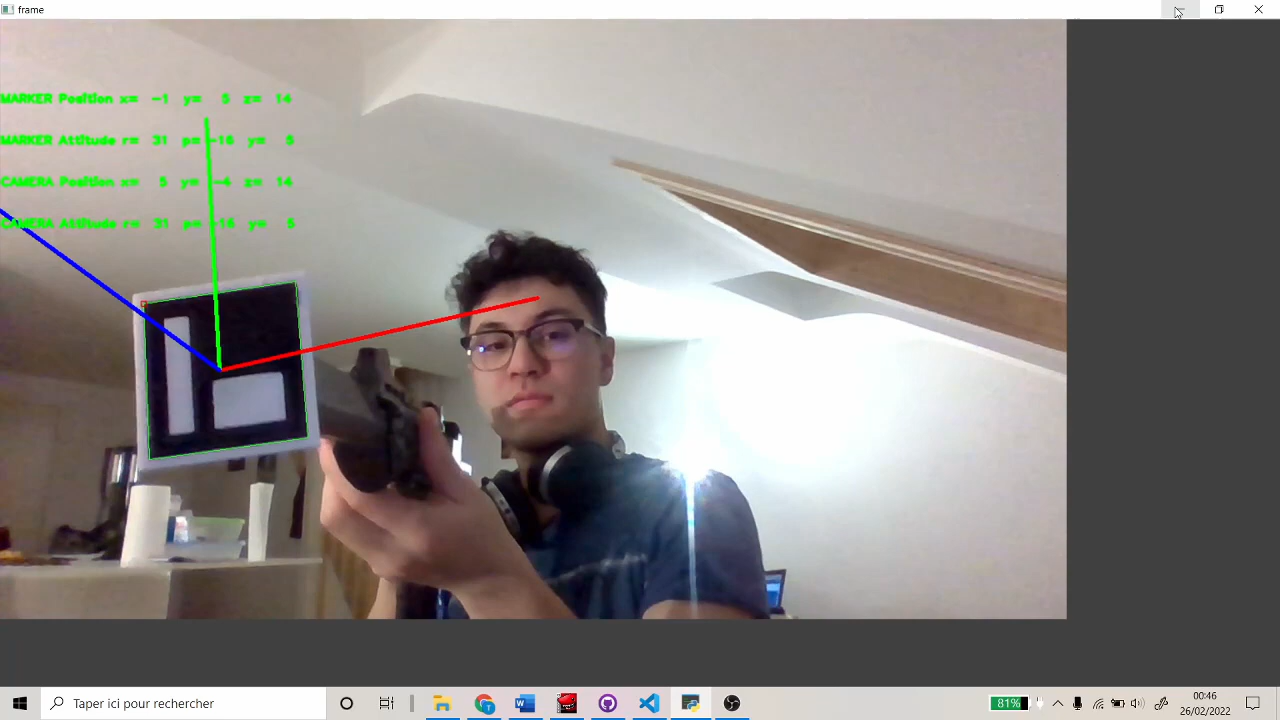 frame
MARKER Position x= -1 y= 5 z= 14
MARKER Attitude r= 31 p= -16 y= 5
CAMERA Position x= 5 y= -4 z= 14
CAMERA Attitude r= 31 p= -16 y= 5
Taper ici pour rechercher
81%
00:46
26/02/2022